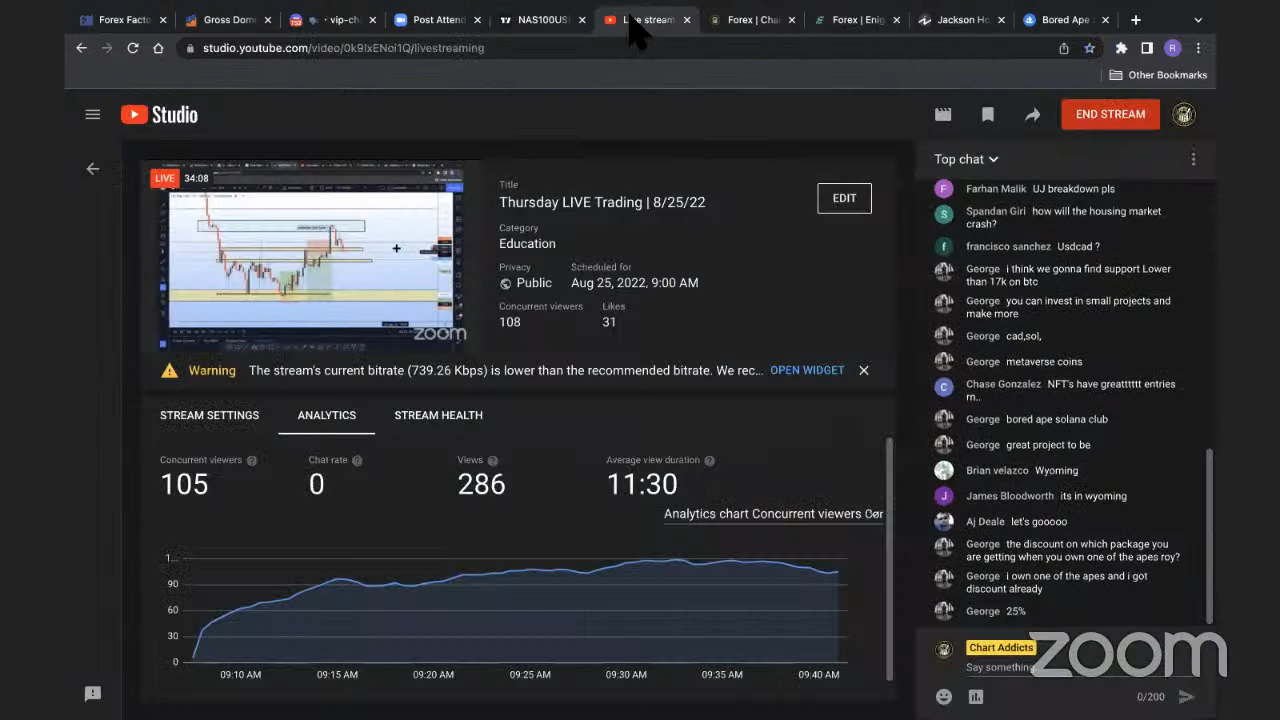 Forex Facto
Gross Dom
vip-ch
Post Attend
NAS100US
Live stream
Forex | Cha
Forex | Enig
Jackson Ho
Bored Ape
studio.youtube.com/video/0k9IxENoi1Q/livestreaming
R
Other Bookmarks
Studio
END STREAM
LIVE 34:08
zoom
Title
Thursday LIVE Trading | 8/25/22
EDIT
Category
Education
Privacy
Public
Scheduled for
Aug 25, 2022, 9:00 AM
Concurrent viewers
108
Likes
31
Warning The stream's current bitrate (739.26 Kbps) is lower than the recommended bitrate. We rec... OPEN WIDGET
STREAM SETTINGS
ANALYTICS
STREAM HEALTH
Concurrent viewers
105
Chat rate
0
Views
286
Average view duration
11:30
Analytics chart Concurrent viewers
1...
90
60
30
0
09:10 AM
09:15 AM
09:20 AM
09:25 AM
09:30 AM
09:35 AM
09:40 AM
Top chat
F Farhan Malik UJ breakdown pls
S Spandan Giri how will the housing market
crash?
f francisco sanchez Usdcad ?
George i think we gonna find support Lower
than 17k on btc
George you can invest in small projects and
make more
George cad,sol,
George metaverse coins
C Chase Gonzalez NFT's have greatttttt entries
rn..
George bored ape solana club
George great project to be
Brian velazco Wyoming
J James Bloodworth its in wyoming
Aj Deale let's gooooo
George the discount on which package you
are getting when you own one of the apes roy?
George i own one of the apes and i got
discount already
George 25%
Chart Addicts
Say something
0/200
zoom